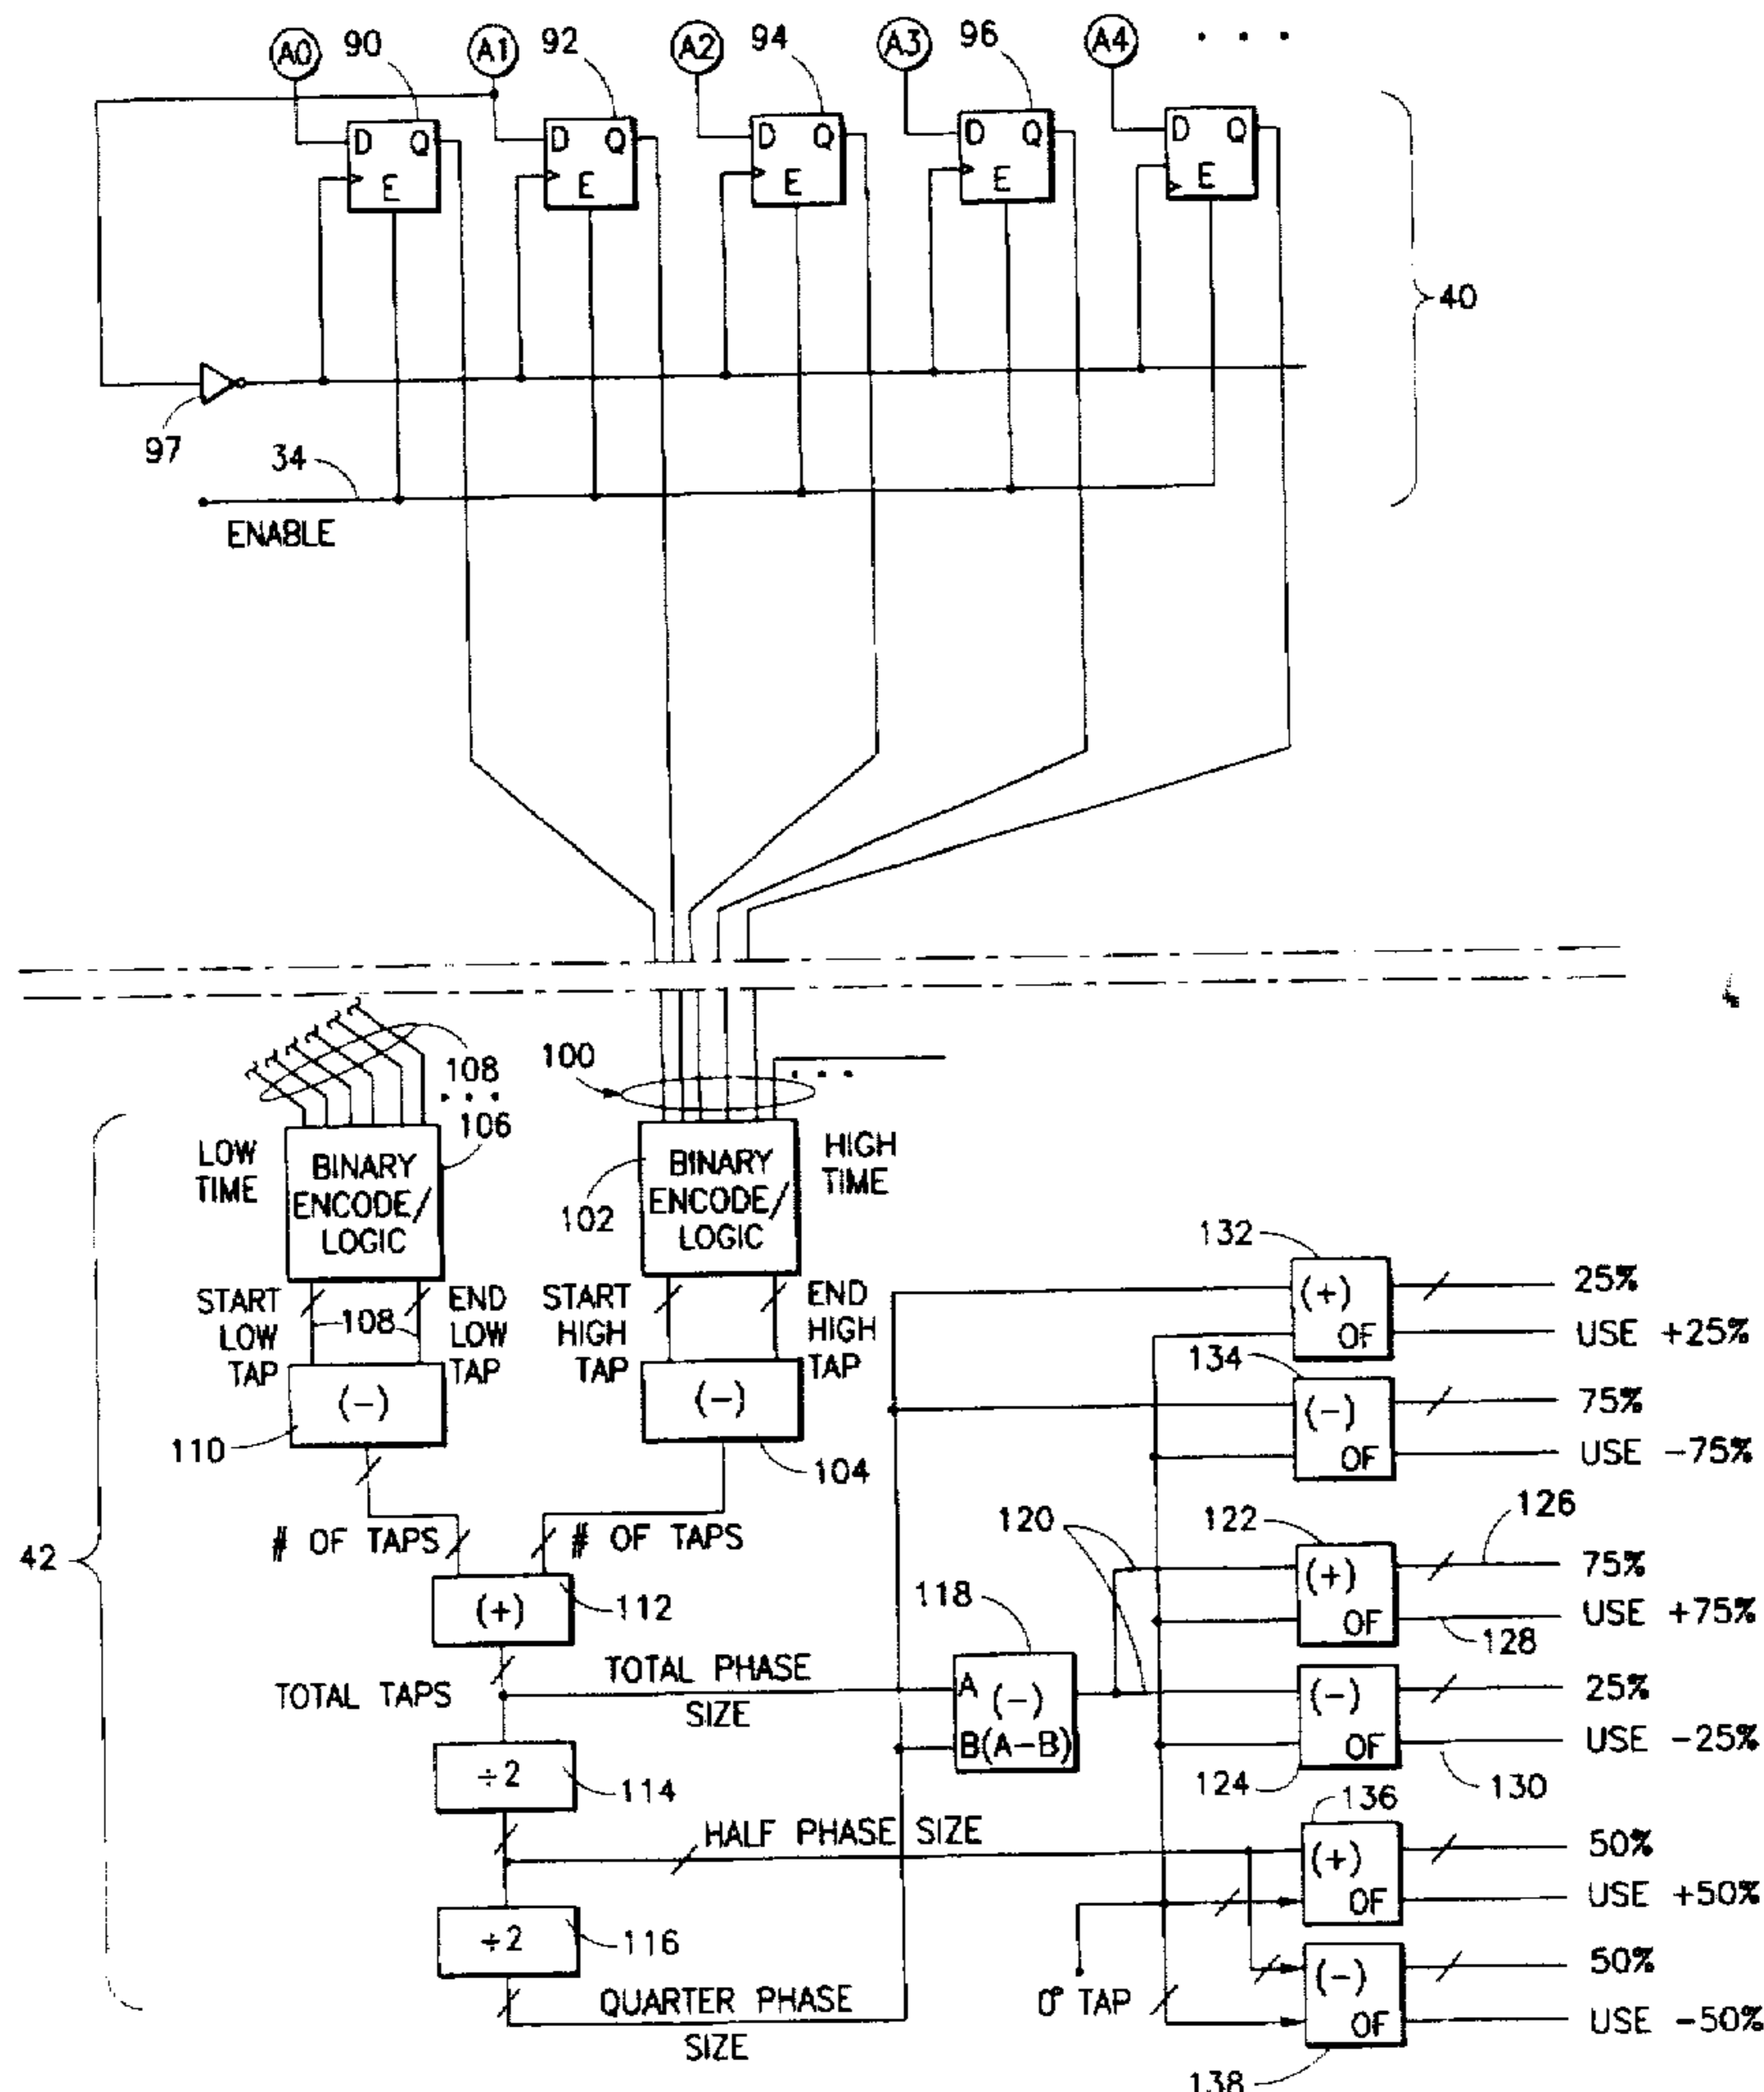 A0 90 A1 92 A2 94 A3 96 A4 . . .
D Q D Q D Q D Q D Q
E E E E E
40
97
34
ENABLE
100
108
. . .
. . .
106
LOW TIME
BINARY ENCODE/ LOGIC
102
BINARY ENCODE/ LOGIC
HIGH TIME
START LOW TAP
108
END LOW TAP
START HIGH TAP
END HIGH TAP
110
(-)
(-)
104
42
# OF TAPS
# OF TAPS
(+)
112
TOTAL TAPS
TOTAL PHASE SIZE
÷2
114
HALF PHASE SIZE
÷2
116
QUARTER PHASE SIZE
118
A
(-)
B(A-B)
120
132
(+)
OF
25%
USE +25%
134
(-)
OF
75%
USE -75%
122
(+)
OF
126
75%
USE +75%
128
(-)
OF
25%
USE -25%
124
130
136
(+)
OF
50%
USE +50%
0° TAP
(-)
OF
50%
USE -50%
138